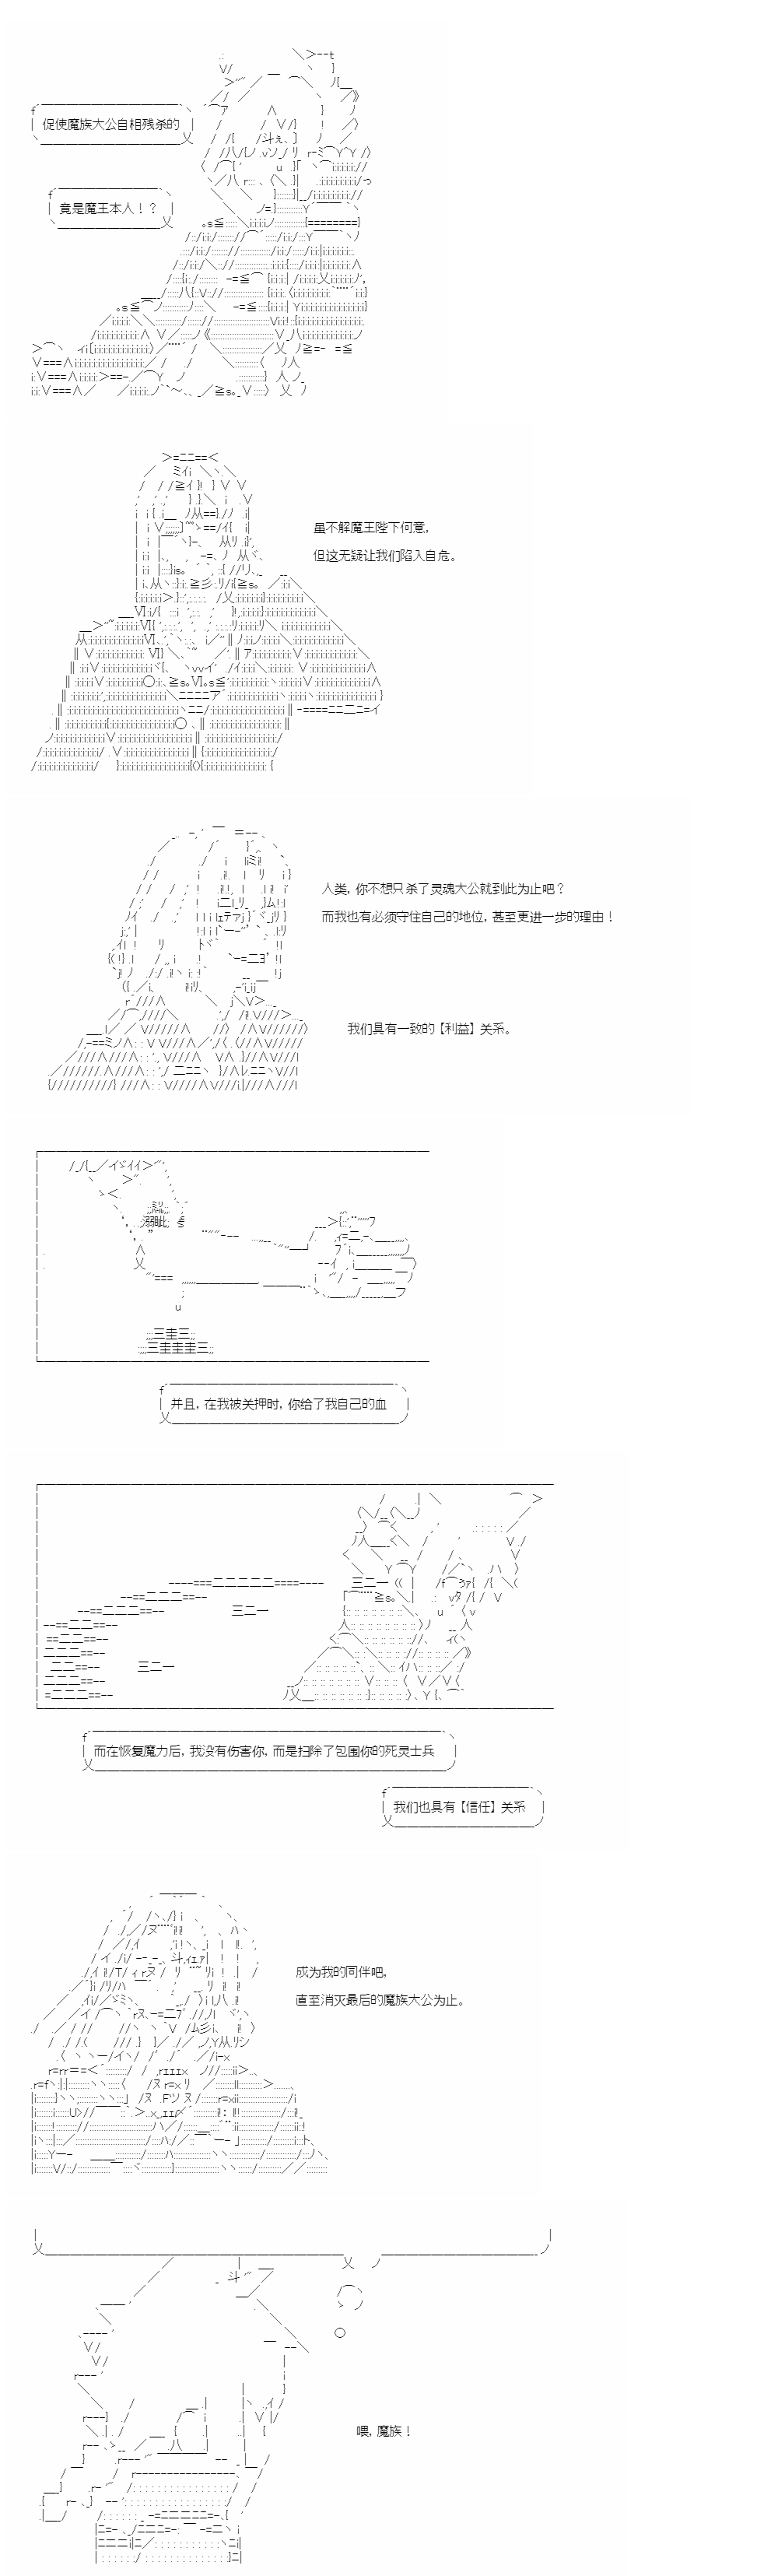 促使魔族大公自相残杀的
竟是魔王本人！？
虽不解魔王陛下何意，
但这无疑让我们陷入自危。
人类，你不想只杀了灵魂大公就到此为止吧？
而我也有必须守住自己的地位，甚至更进一步的理由！
我们具有一致的【利益】关系。
并且，在我被关押时，你给了我自己的血
而在恢复魔力后，我没有伤害你，而是扫除了包围你的死灵士兵
我们也具有【信任】关系
成为我的同伴吧，
直至消灭最后的魔族大公为止。
喂，魔族！